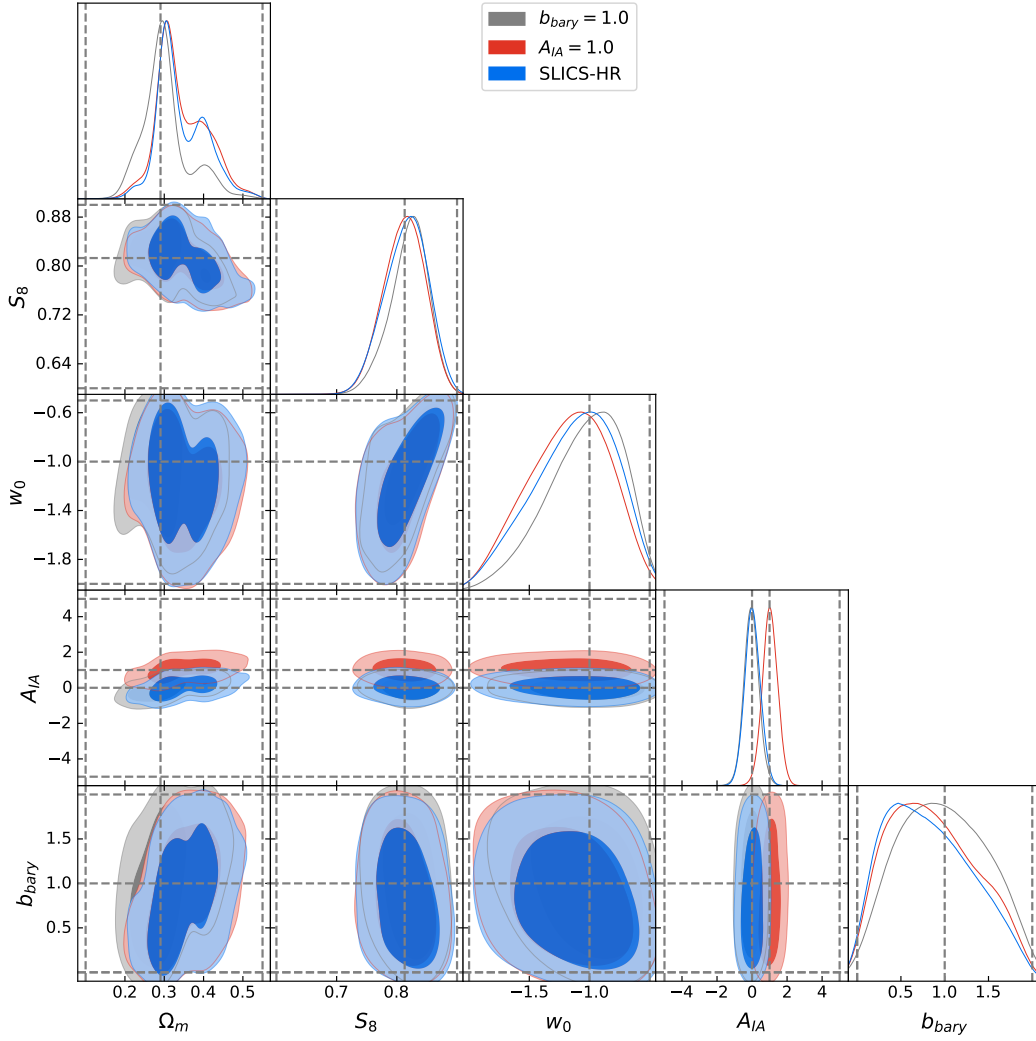 b_bary = 1.0
A_IA = 1.0
SLICS-HR
0.88
0.80
0.72
0.64
S_8
−0.6
−1.0
−1.4
−1.8
w_0
4
2
0
−2
−4
A_IA
1.5
1.0
0.5
b_bary
0.2 0.3 0.4 0.5 0.7 0.8 −1.5 −1.0 −4 −2 0 2 4 0.5 1.0 1.5
Ω_m S_8 w_0 A_IA b_bary